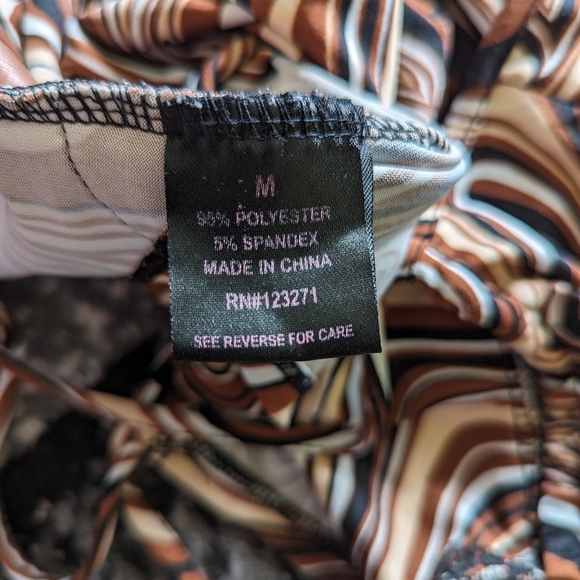 M
95% POLYESTER
5% SPANDEX
MADE IN CHINA
RN#123271
SEE REVERSE FOR CARE